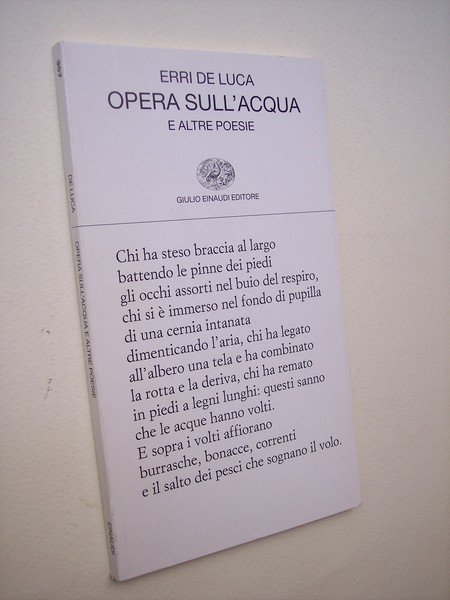 ERRI DE LUCA
OPERA SULL'ACQUA
E ALTRE POESIE
GIULIO EINAUDI EDITORE
Chi ha steso braccia al largo
battendo le pinne dei piedi
gli occhi assorti nel buio del respiro,
chi si è immerso nel fondo di pupilla
di una cernia intanata
dimenticando l'aria, chi ha legato
all'albero una tela e ha combinato
la rotta e la deriva, chi ha remato
in piedi a legni lunghi: questi sanno
che le acque hanno volti.
E sopra i volti affiorano
burrasche, bonacce, correnti
e il salto dei pesci che sognano il volo.
307
DE LUCA
OPERA SULL'ACQUA E ALTRE POESIE
EINAUDI